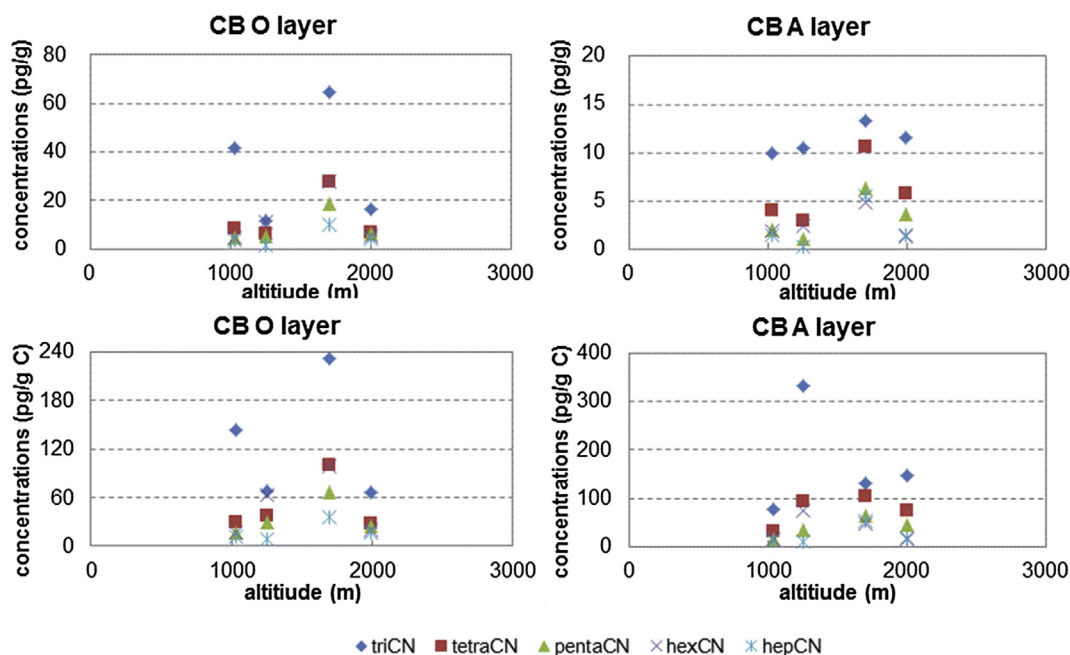 CB O layer
concentrations (pg/g)
80
60
40
20
0
0 1000 2000 3000
altitiude (m)
CB A layer
concentrations (pg/g)
20
15
10
5
0
0 1000 2000 3000
altitiude (m)
CB O layer
concentrations (pg/g C)
240
180
120
60
0
0 1000 2000 3000
altitiude (m)
CB A layer
concentrations (pg/g C)
400
300
200
100
0
0 1000 2000 3000
altitiude (m)
triCN tetraCN pentaCN hexCN hepCN